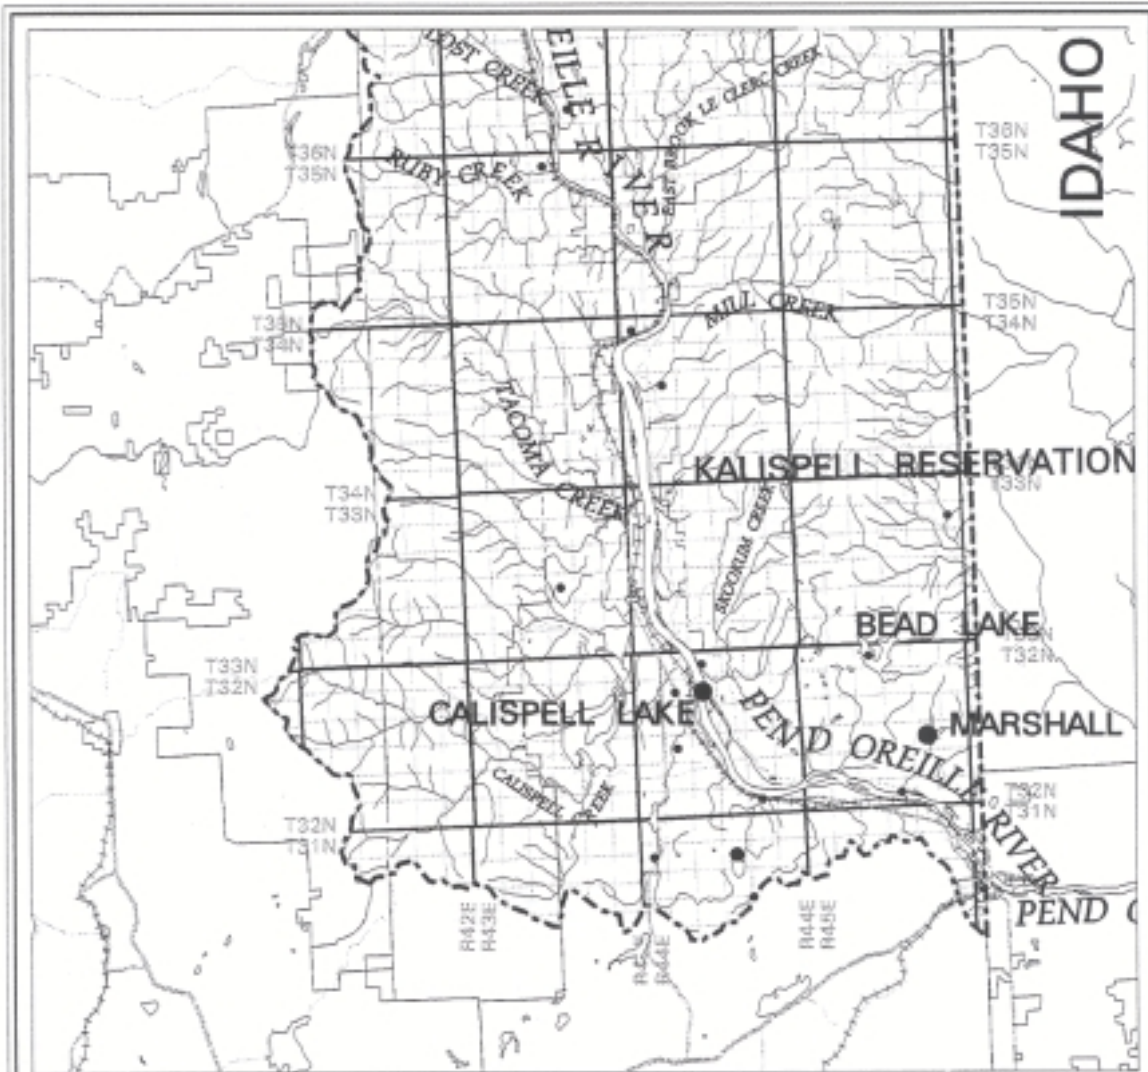 LOST CREEK
EILLE RIVER
EAST BROOK LE CLERC CREEK
IDAHO
T36N
T35N
T36N
T35N
RUBY CREEK
T35N
T34N
T35N
T34N
MILL CREEK
TACOMA CREEK
KALISPELL RESERVATION
T34N
T33N
T33N
SKOOKUM CREEK
BEAD LAKE
T32N
T33N
T32N
CALISPELL LAKE
PEND OREILLE RIVER
MARSHALL
CALISPELL
T32N
T31N
T32N
T31N
R42E
R43E
R44E
R44E
R45E
PEND